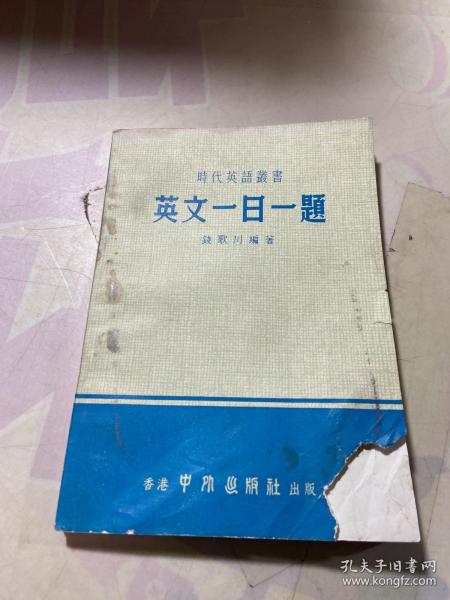 時代英語叢書
英文一日一題
錢歌川編著
香港 中外出版社 出版
孔夫子旧书网
www.kongfz.com